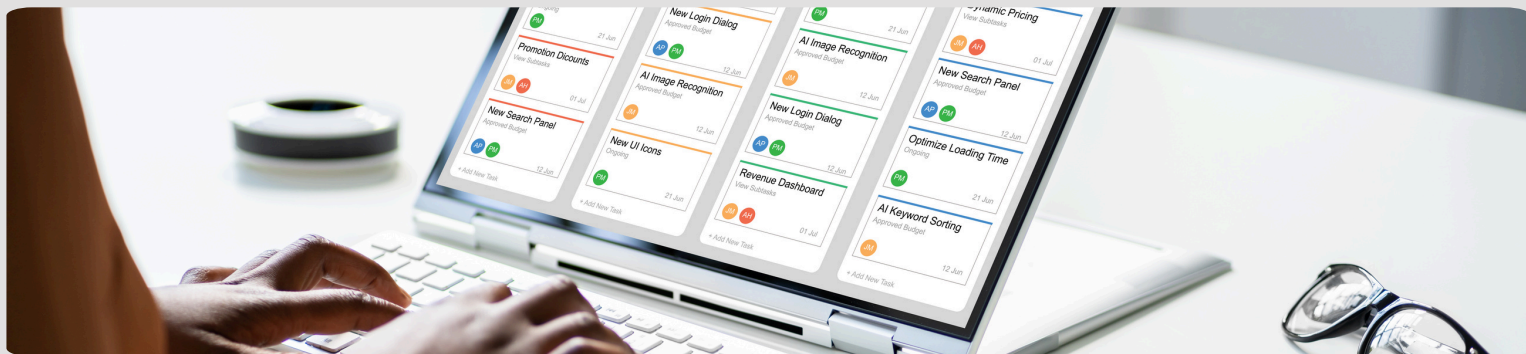 Ongoing
PM
21 Jun
Promotion Dicounts
View Subtasks
JM AH
01 Jul
New Search Panel
Approved Budget
AP PM
12 Jun
+ Add New Task
New Login Dialog
Approved Budget
AP PM
12 Jun
AI Image Recognition
Approved Budget
JM
12 Jun
New UI Icons
Ongoing
PM
21 Jun
+ Add New Task
PM
21 Jun
AI Image Recognition
Approved Budget
JM
12 Jun
New Login Dialog
Approved Budget
AP PM
12 Jun
Revenue Dashboard
View Subtasks
JM AH
01 Jul
+ Add New Task
Dynamic Pricing
View Subtasks
JM AH
01 Jul
New Search Panel
Approved Budget
AP PM
12 Jun
Optimize Loading Time
Ongoing
PM
21 Jun
AI Keyword Sorting
Approved Budget
JM
12 Jun
+ Add New Task